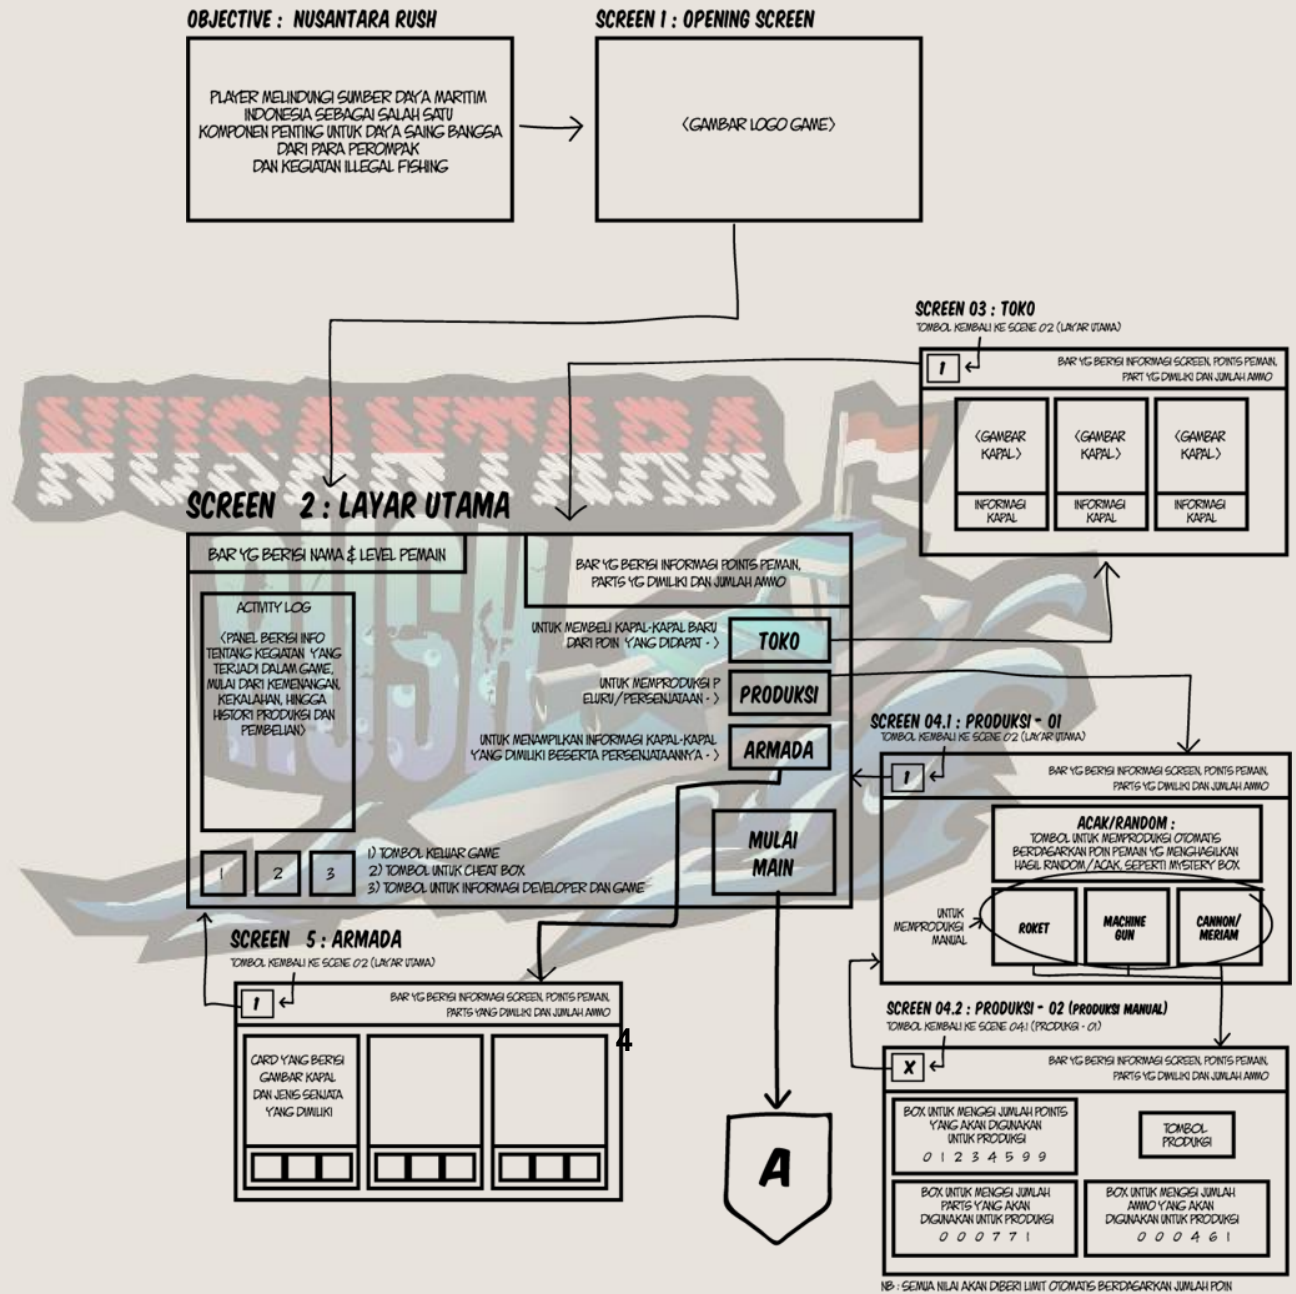 OBJECTIVE : NUSANTARA RUSH
PLAYER MELINDUNGI SUMBER DAYA MARITIM
INDONESIA SEBAGAI SALAH SATU
KOMPONEN PENTING UNTUK DAYA SAING BANGSA
DARI PARA PEROMPAK
DAN KEGIATAN ILLEGAL FISHING
SCREEN 1 : OPENING SCREEN
<GAMBAR LOGO GAME>
SCREEN 03 : TOKO
TOMBOL KEMBALI KE SCENE 02 (LAYAR UTAMA)
1
BAR YG BERISI INFORMASI SCREEN, POINTS PEMAIN,
PART YG DIMILIKI DAN JUMLAH AMMO
<GAMBAR
KAPAL>
INFORMASI
KAPAL
<GAMBAR
KAPAL>
INFORMASI
KAPAL
<GAMBAR
KAPAL>
INFORMASI
KAPAL
NUSANTARA
RUSH
SCREEN 2 : LAYAR UTAMA
BAR YG BERISI NAMA & LEVEL PEMAIN
BAR YG BERISI INFORMASI POINTS PEMAIN,
PARTS YG DIMILIKI DAN JUMLAH AMMO
ACTIVITY LOG
<PANEL BERISI INFO
TENTANG KEGIATAN YANG
TERJADI DALAM GAME,
MULAI DARI KEMENANGAN,
KEKALAHAN, HINGGA
HISTORI PRODUKSI DAN
PEMBELIAN>
UNTUK MEMBELI KAPAL-KAPAL BARU
DARI POIN YANG DIDAPAT - >
TOKO
UNTUK MEMPRODUKSI P
ELURU/PERSENJATAAN - >
PRODUKSI
UNTUK MENAMPILKAN INFORMASI KAPAL-KAPAL
YANG DIMILIKI BESERTA PERSENJATAANNYA - >
ARMADA
MULAI
MAIN
1
2
3
1) TOMBOL KELUAR GAME
2) TOMBOL UNTUK CHEAT BOX
3) TOMBOL UNTUK INFORMASI DEVELOPER DAN GAME
SCREEN 04.1 : PRODUKSI - 01
TOMBOL KEMBALI KE SCENE 02 (LAYAR UTAMA)
1
BAR YG BERISI INFORMASI SCREEN, POINTS PEMAIN,
PARTS YG DIMILIKI DAN JUMLAH AMMO
ACAK/RANDOM :
TOMBOL UNTUK MEMPRODUKSI OTOMATIS
BERDASARKAN POIN PEMAIN YG MENGHASILKAN
HASIL RANDOM/ACAK, SEPERTI MYSTERY BOX
UNTUK
MEMPRODUKSI
MANUAL
ROKET
MACHINE
GUN
CANNON/
MERIAM
SCREEN 5 : ARMADA
TOMBOL KEMBALI KE SCENE 02 (LAYAR UTAMA)
1
BAR YG BERISI INFORMASI SCREEN, POINTS PEMAIN,
PARTS YANG DIMILIKI DAN JUMLAH AMMO
4
CARD YANG BERISI
GAMBAR KAPAL
DAN JENIS SENJATA
YANG DIMILIKI
A
SCREEN 04.2 : PRODUKSI - 02 (PRODUKSI MANUAL)
TOMBOL KEMBALI KE SCENE 04.1 (PRODUKSI - 01)
X
BAR YG BERISI INFORMASI SCREEN, POINTS PEMAIN,
PARTS YG DIMILIKI DAN JUMLAH AMMO
BOX UNTUK MENGISI JUMLAH POINTS
YANG AKAN DIGUNAKAN
UNTUK PRODUKSI
0 1 2 3 4 5 9 9
TOMBOL
PRODUKSI
BOX UNTUK MENGISI JUMLAH
PARTS YANG AKAN
DIGUNAKAN UNTUK PRODUKSI
0 0 0 7 7 1
BOX UNTUK MENGISI JUMLAH
AMMO YANG AKAN
DIGUNAKAN UNTUK PRODUKSI
0 0 0 4 6 1
NB : SEMUA NILAI AKAN DIBERI LIMIT OTOMATIS BERDASARKAN JUMLAH POIN